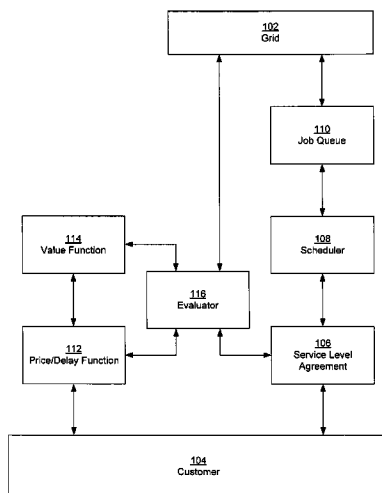 102
Grid
110
Job Queue
114
Value Function
108
Scheduler
116
Evaluator
112
Price/Delay Function
106
Service Level
Agreement
104
Customer